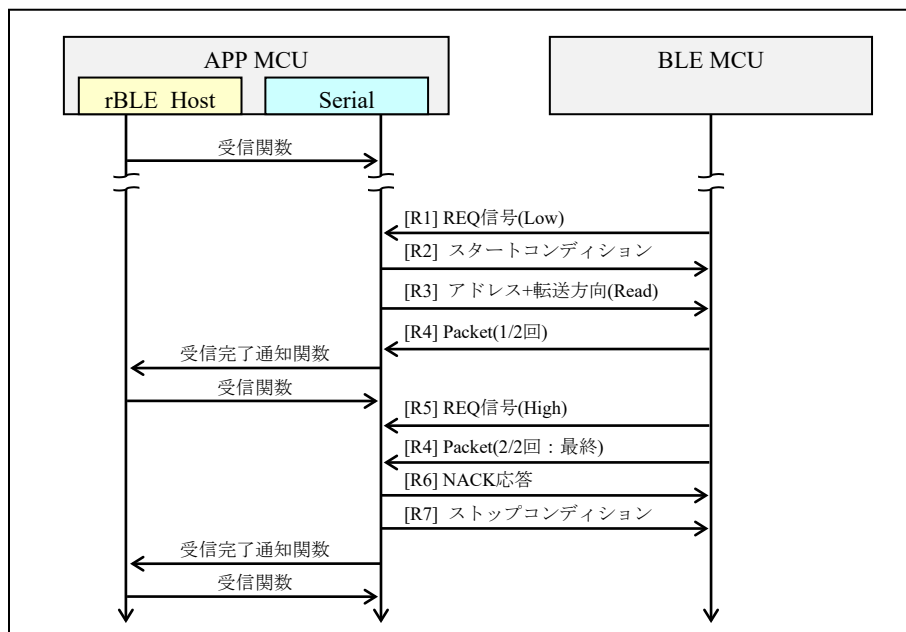 APP MCU
BLE MCU
rBLE_Host
Serial
受信関数
[R1] REQ信号(Low)
[R2] スタートコンディション
[R3] アドレス+転送方向(Read)
[R4] Packet(1/2回)
受信完了通知関数
受信関数
[R5] REQ信号(High)
[R4] Packet(2/2回：最終)
[R6] NACK応答
[R7] ストップコンディション
受信完了通知関数
受信関数